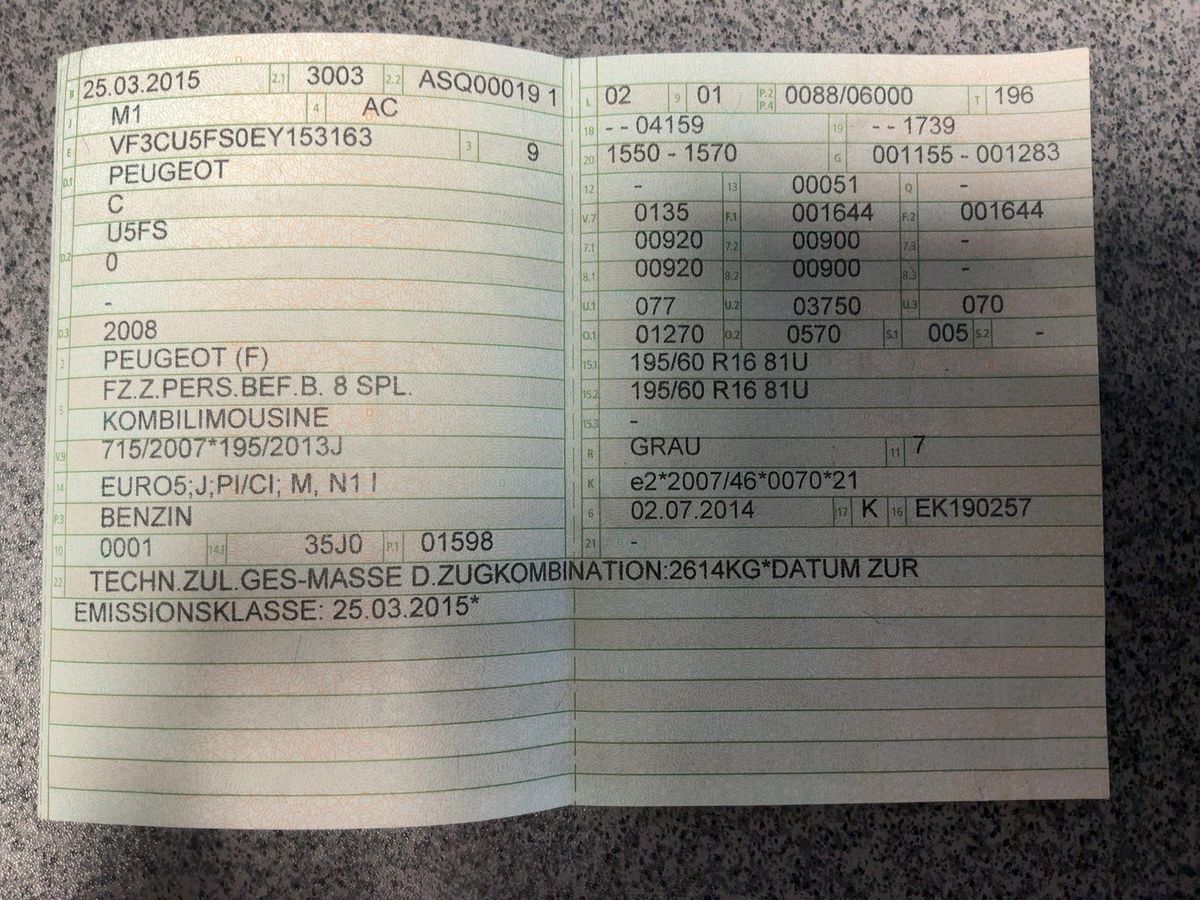 B 25.03.2015 2.1 3003 2.2 ASQ00019 1
J M1 4 AC
E VF3CU5FS0EY153163 3 9
D.1 PEUGEOT
C
U5FS
D.2 0
-
D.3 2008
2 PEUGEOT (F)
FZ.Z.PERS.BEF.B. 8 SPL.
5 KOMBILIMOUSINE
V.9 715/2007*195/2013J
14 EURO5;J;PI/CI; M, N1 I
P.3 BENZIN
10 0001 14.1 35J0 P.1 01598
L 02 9 01 P.2 P.4 0088/06000 T 196
18 - - 04159 19 - - 1739
20 1550 - 1570 G 001155 - 001283
12 - 13 00051 Q -
V.7 0135 F.1 001644 F.2 001644
7.1 00920 7.2 00900 7.3 -
8.1 00920 8.2 00900 8.3 -
U.1 077 U.2 03750 U.3 070
O.1 01270 O.2 0570 S.1 005 S.2 -
15.1 195/60 R16 81U
15.2 195/60 R16 81U
15.3 -
R GRAU 11 7
K e2*2007/46*0070*21
6 02.07.2014 17 K 16 EK190257
21 -
22 TECHN.ZUL.GES-MASSE D.ZUGKOMBINATION:2614KG*DATUM ZUR
EMISSIONSKLASSE: 25.03.2015*